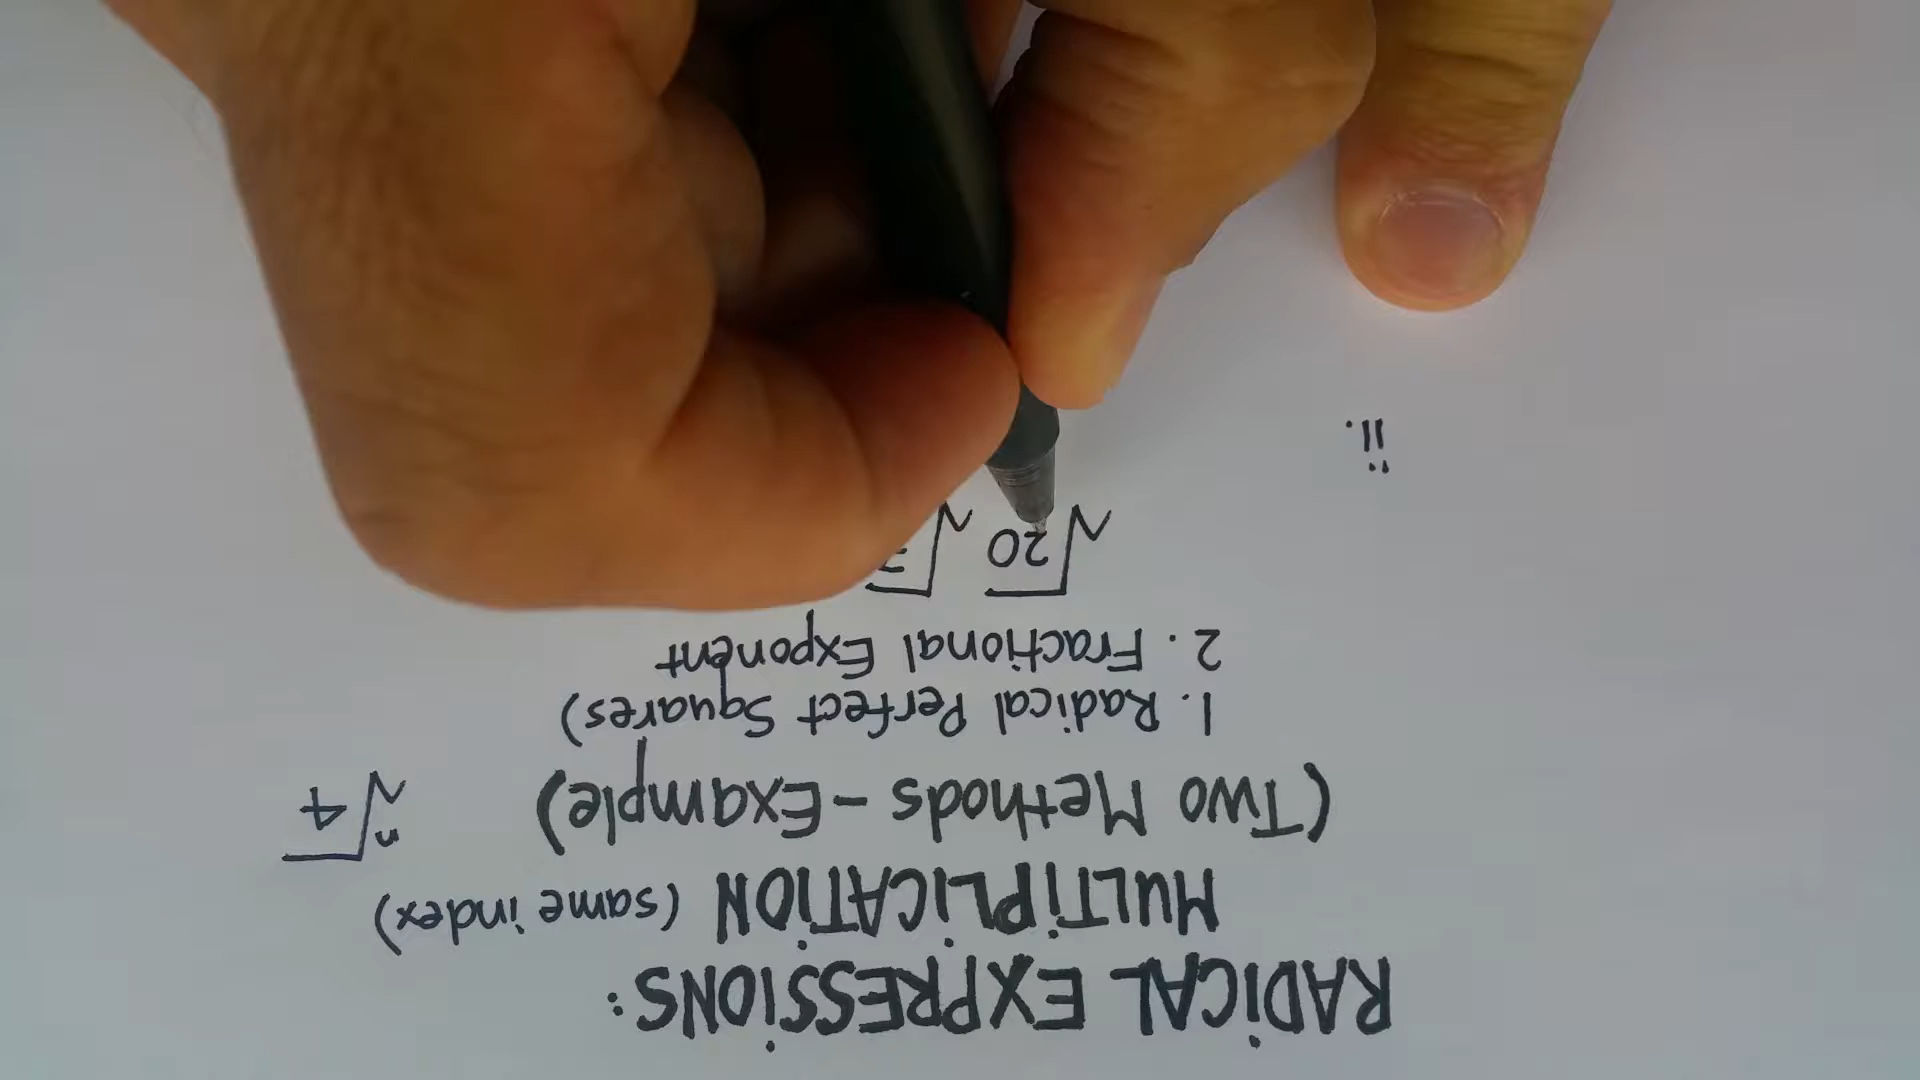 RADICAL EXPRESSIONS:
MULTIPLICATION (same index)
(Two Methods - Example)
ⁿ√4
1. Radical Perfect Squares)
2. Fractional Exponent
√20 √
ii.